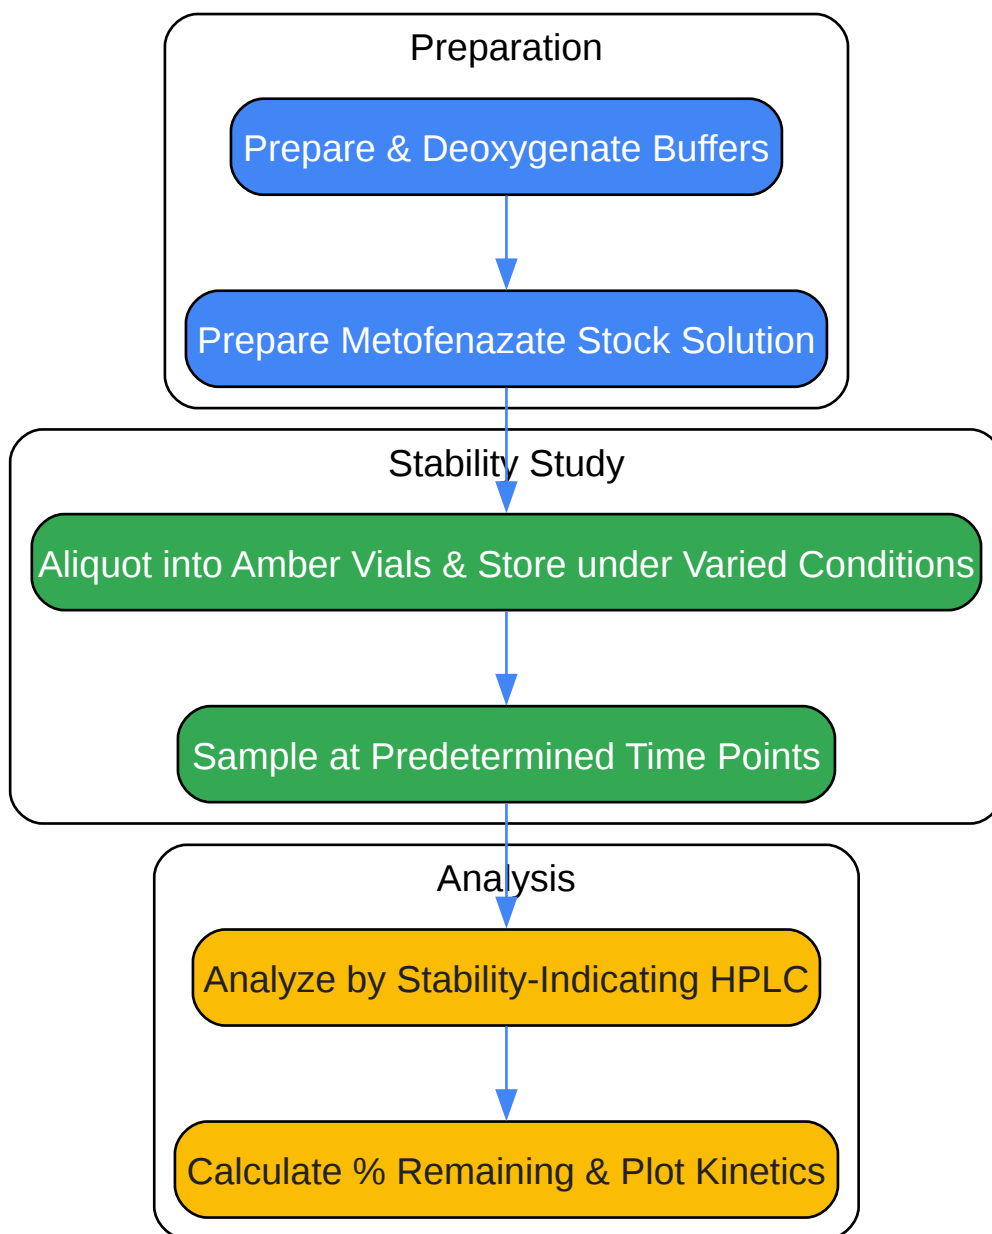 Preparation
Prepare & Deoxygenate Buffers
Prepare Metofenazate Stock Solution
Stability Study
Aliquot into Amber Vials & Store under Varied Conditions
Sample at Predetermined Time Points
Analysis
Analyze by Stability-Indicating HPLC
Calculate % Remaining & Plot Kinetics